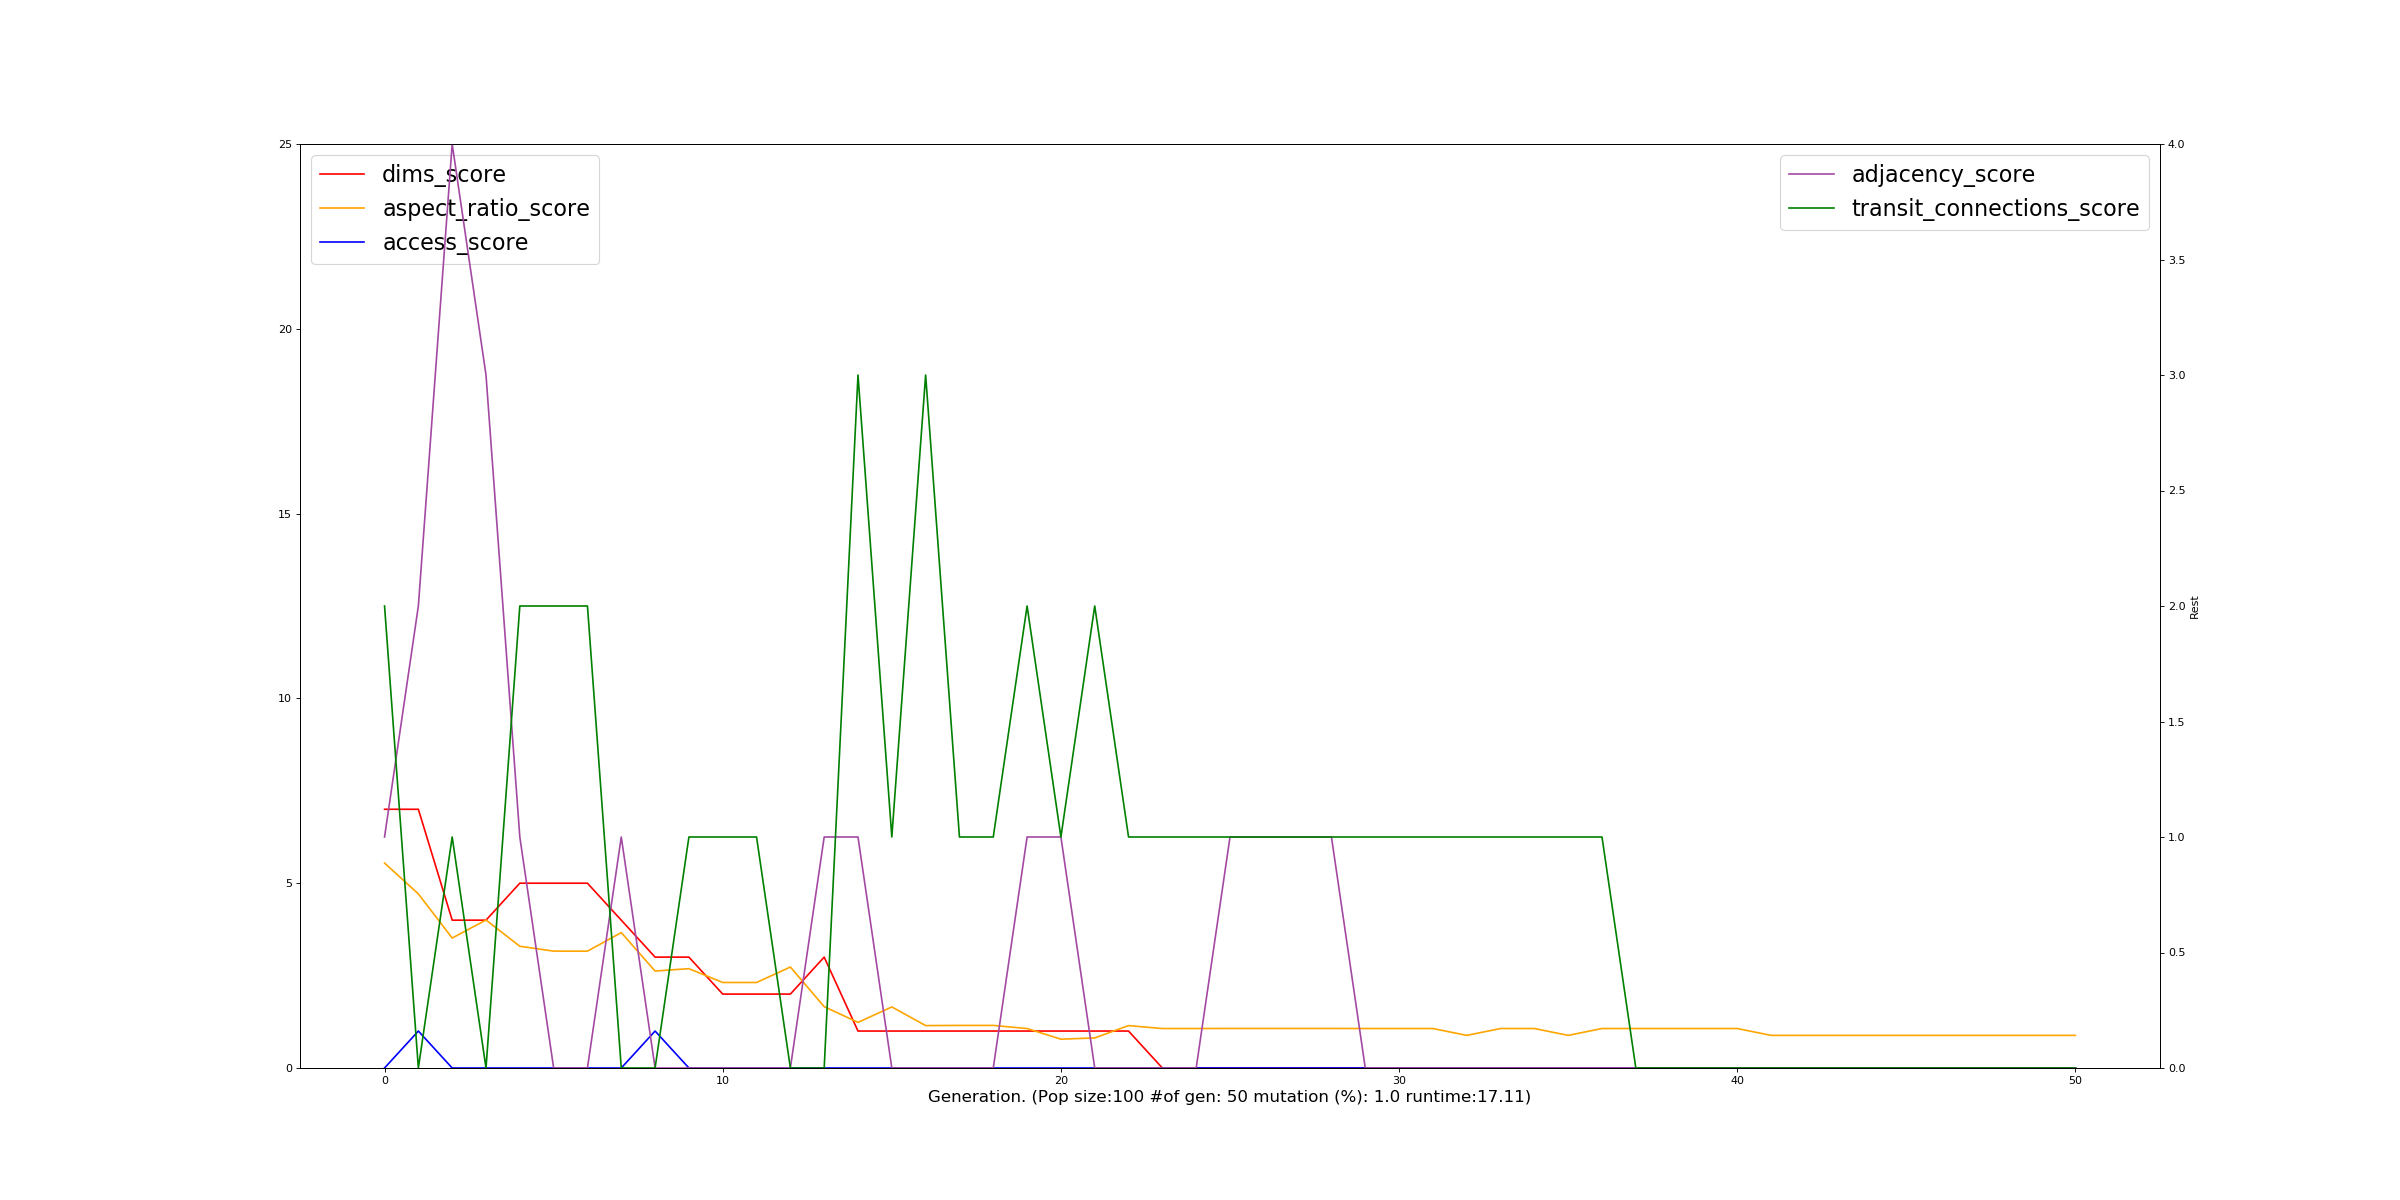 dims_score
aspect_ratio_score
access_score
adjacency_score
transit_connections_score
25
20
15
10
5
0
4.0
3.5
3.0
2.5
2.0
1.5
1.0
0.5
0.0
Rest
0 10 20 30 40 50
Generation. (Pop size:100 #of gen: 50 mutation (%): 1.0 runtime:17.11)